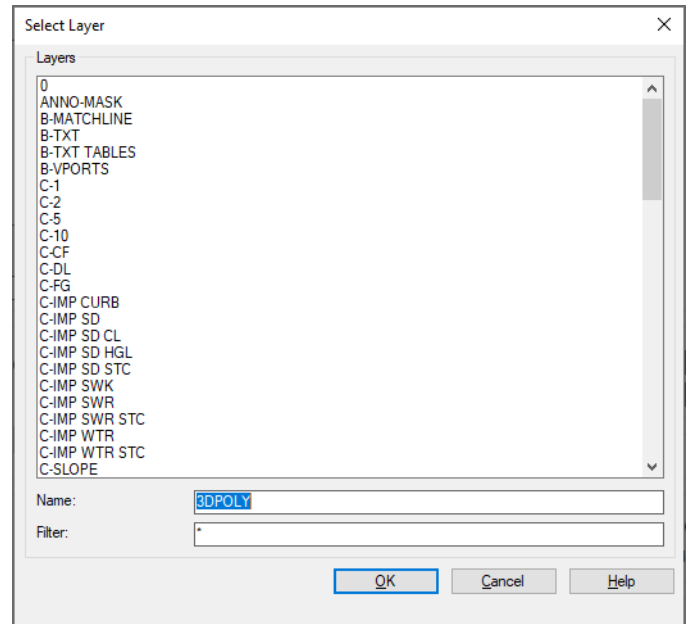 Select Layer
Layers
0
ANNO-MASK
B-MATCHLINE
B-TXT
B-TXT TABLES
B-VPORTS
C-1
C-2
C-5
C-10
C-CF
C-DL
C-FG
C-IMP CURB
C-IMP SD
C-IMP SD CL
C-IMP SD HGL
C-IMP SD STC
C-IMP SWK
C-IMP SWR
C-IMP SWR STC
C-IMP WTR
C-IMP WTR STC
C-SLOPE
Name: 3DPOLY
Filter: *
OK Cancel Help